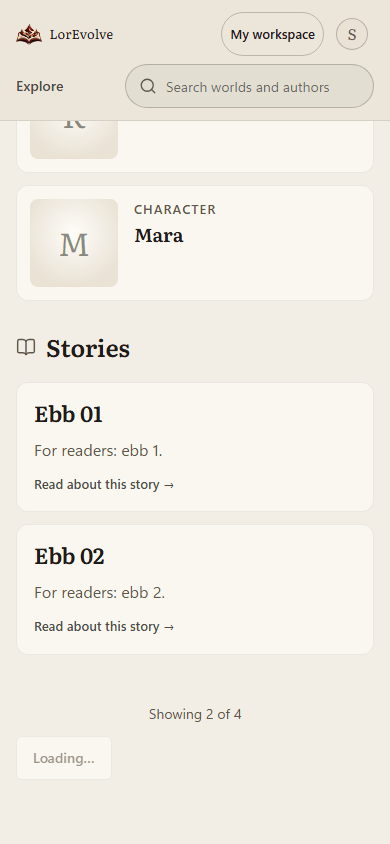 LorEvolve
My workspace
S
Explore
Search worlds and authors
M
CHARACTER
Mara
Stories
Ebb 01
For readers: ebb 1.
Read about this story →
Ebb 02
For readers: ebb 2.
Read about this story →
Showing 2 of 4
Loading...